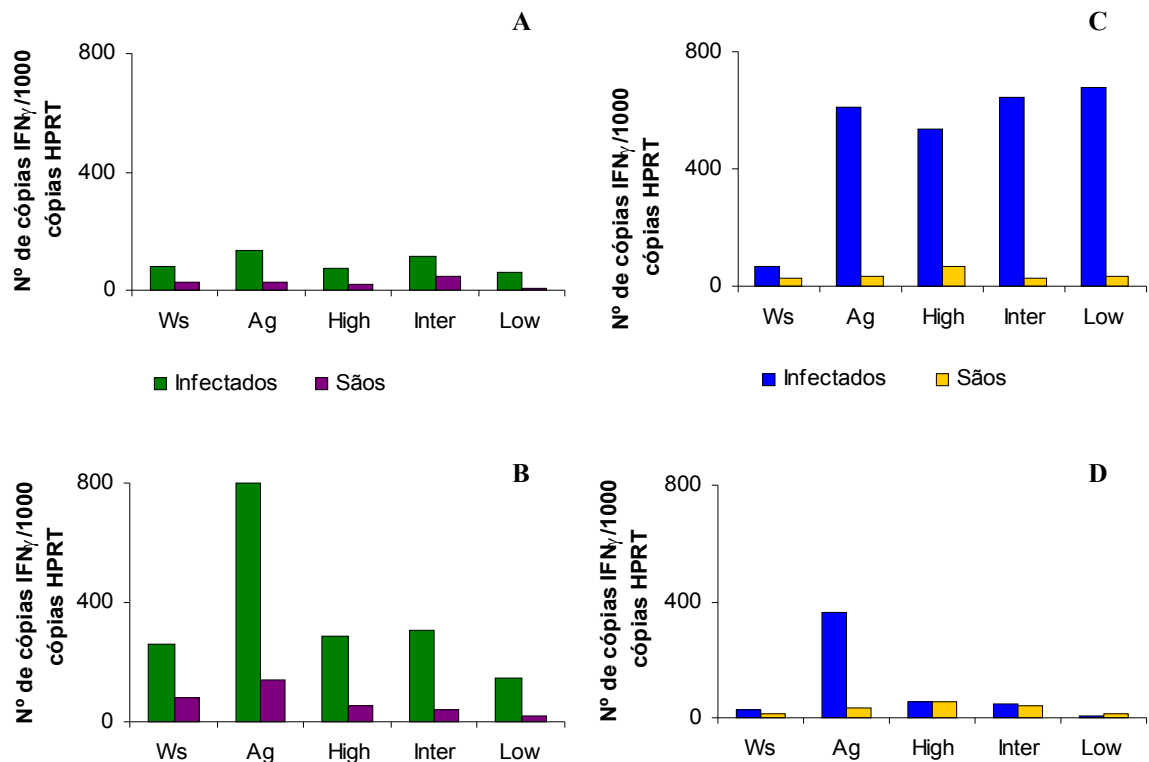 A
Nº de cópias IFNγ/1000
cópias HPRT
800
400
0
Ws Ag High Inter Low
Infectados Sãos
C
Nº de cópias IFNγ/1000
cópias HPRT
800
400
0
Ws Ag High Inter Low
Infectados Sãos
B
Nº de cópias IFNγ/1000
cópias HPRT
800
400
0
Ws Ag High Inter Low
D
Nº de cópias IFNγ/1000
cópias HPRT
800
400
0
Ws Ag High Inter Low